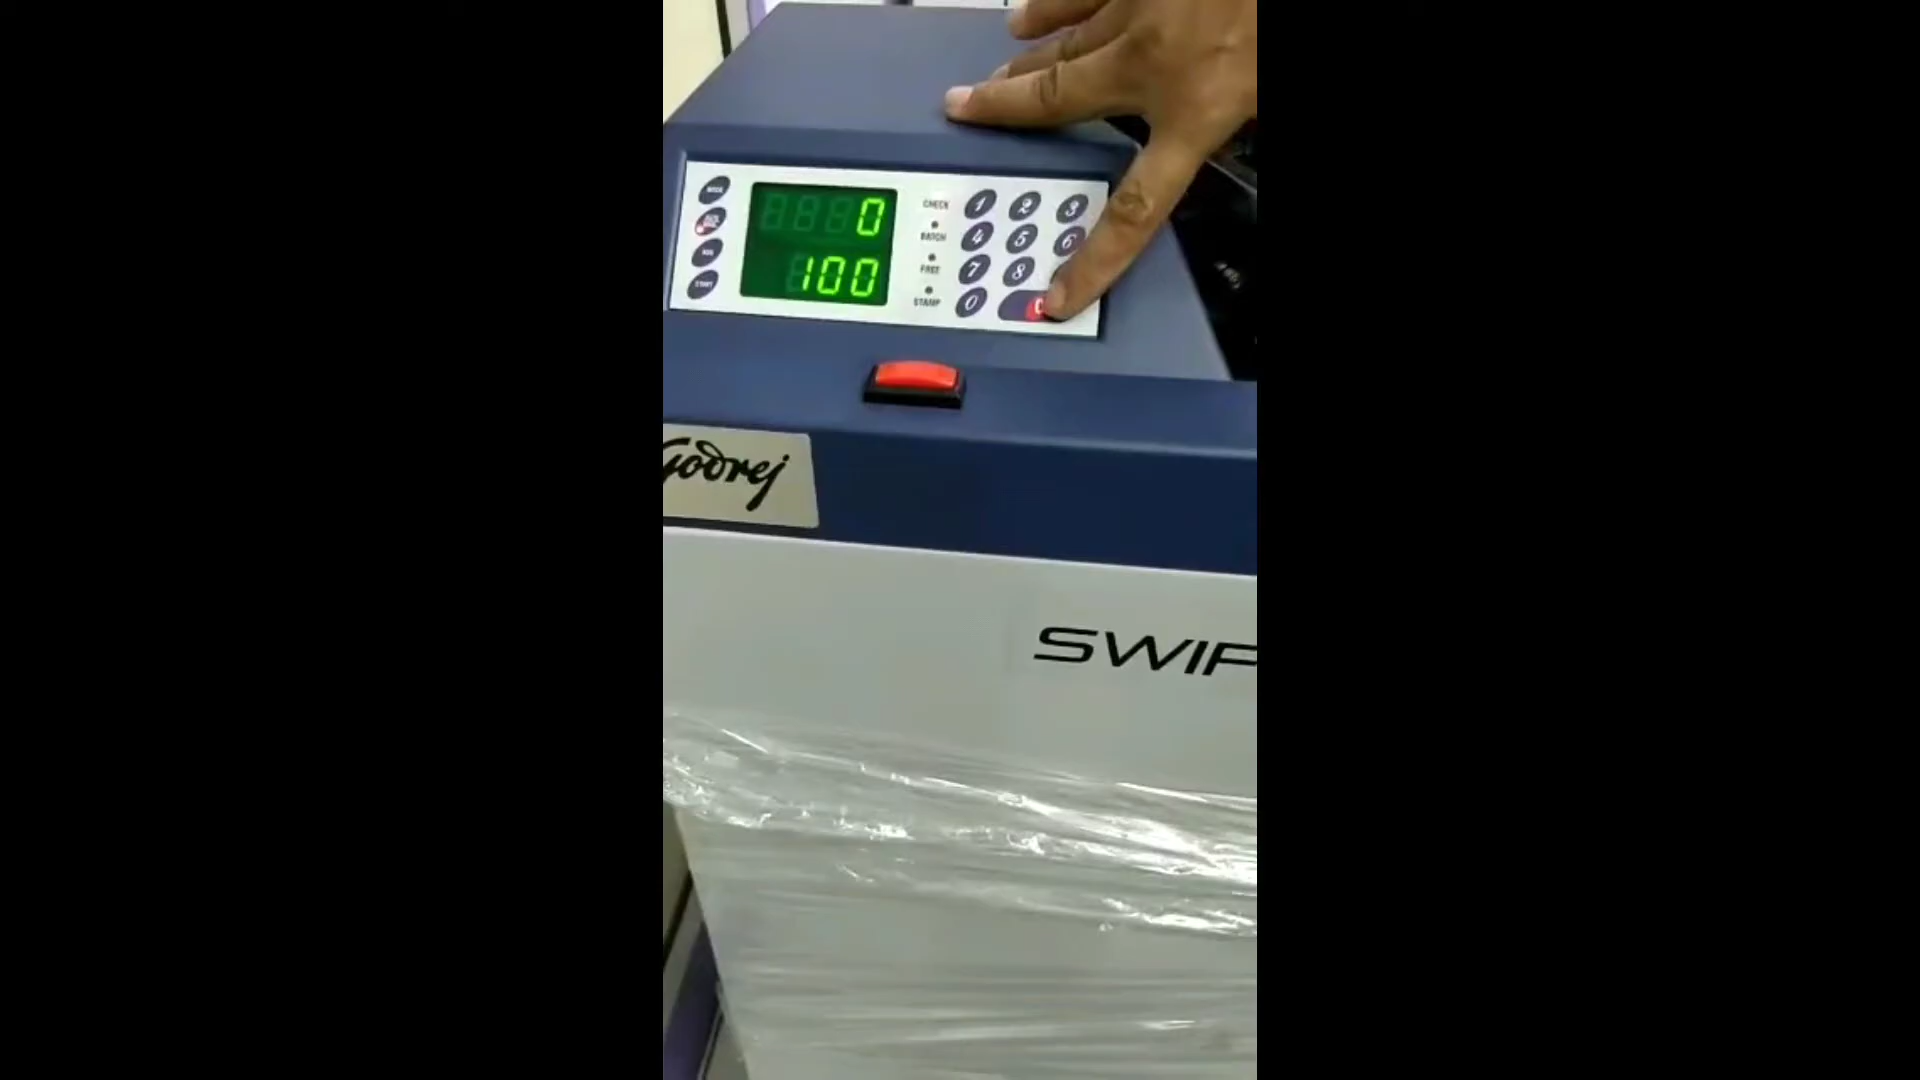 MODE
ADD
START
0
100
CHECK
BATCH
FREE
STAMP
1 2 3
4 5 6
7 8
0 C
Godrej
SWIF